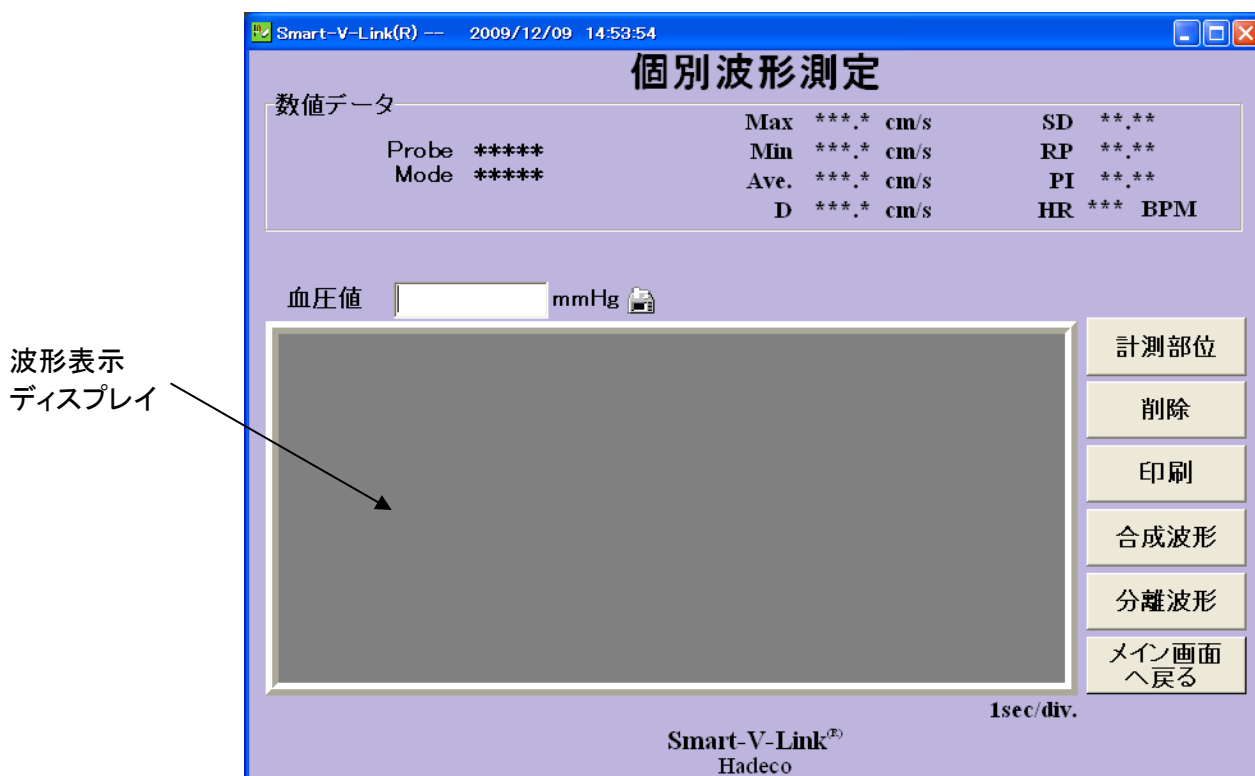 Smart-V-Link(R) -- 2009/12/09 14:53:54
個別波形測定
数値データ
Probe *****
Mode *****
Max ***.* cm/s
Min ***.* cm/s
Ave. ***.* cm/s
D ***.* cm/s
SD **.**
RP **.**
PI **.**
HR *** BPM
血圧値 mmHg
波形表示
ディスプレイ
計測部位
削除
印刷
合成波形
分離波形
メイン画面
へ戻る
1sec/div.
Smart-V-Link(R)
Hadeco